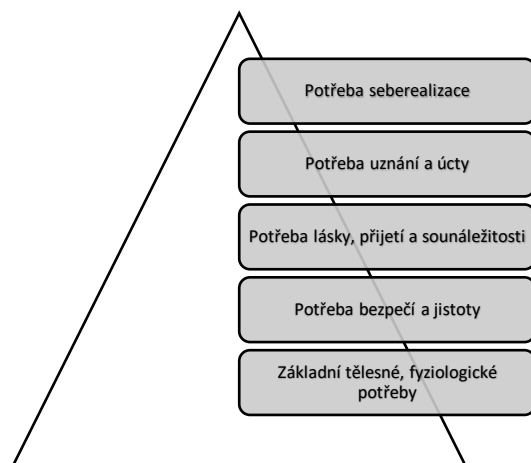 Potřeba seberealizace
Potřeba uznání a úcty
Potřeba lásky, přijetí a sounáležitosti
Potřeba bezpečí a jistoty
Základní tělesné, fyziologické
potřeby